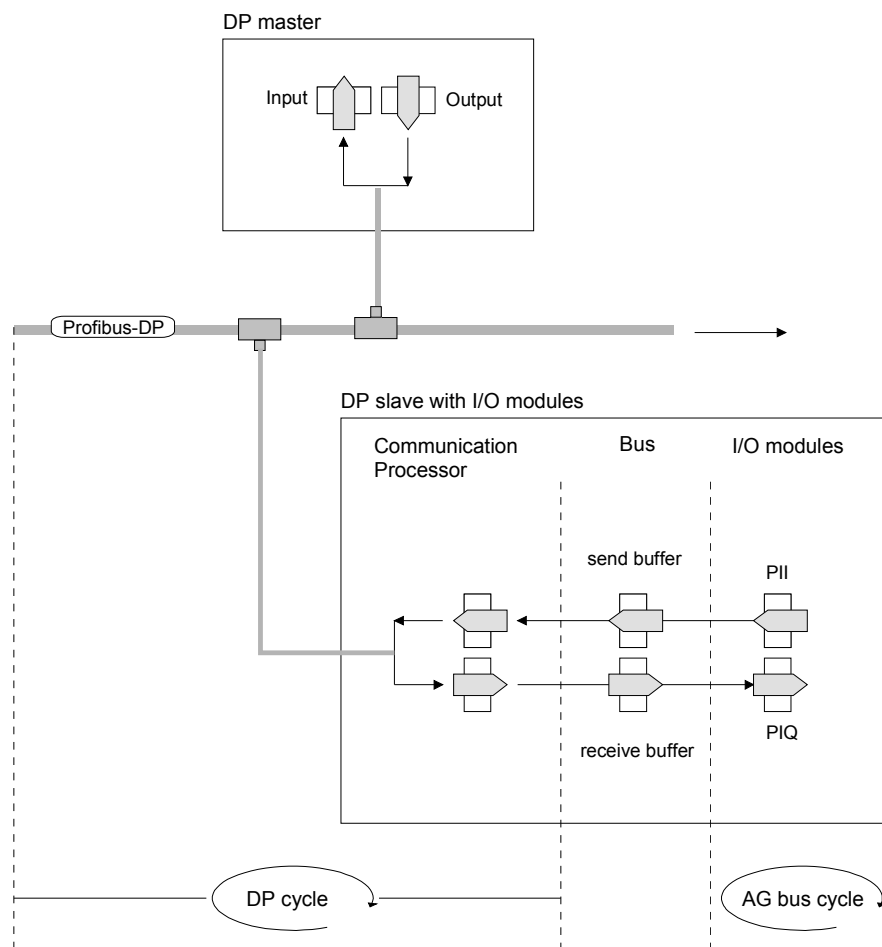 DP master
Input
Output
Profibus-DP
DP slave with I/O modules
Communication
Processor
Bus
I/O modules
send buffer
PII
receive buffer
PIQ
DP cycle
AG bus cycle